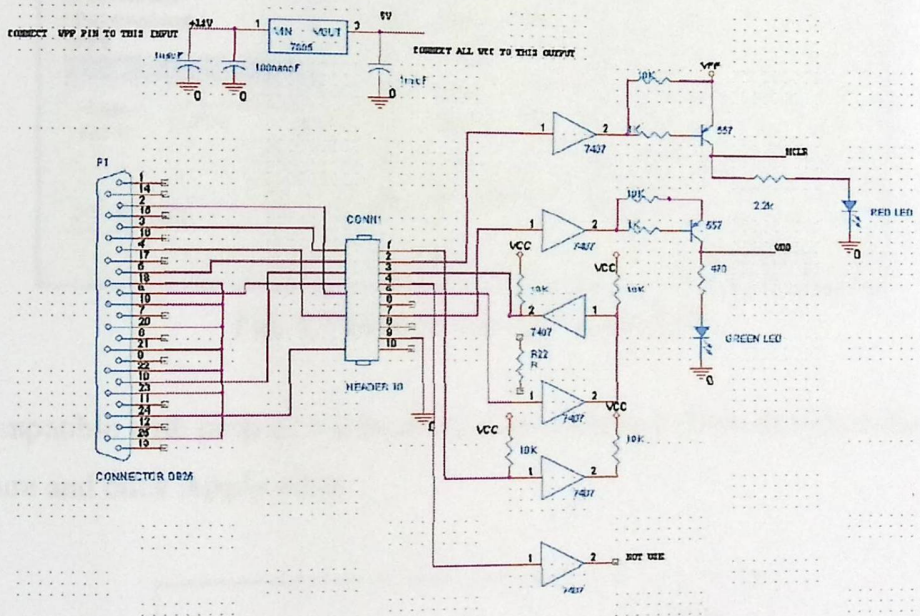 CONNECT VPP PIN TO THIS INPUT
1
VIN VOUT
7805
3
5V
CONNECT ALL VCC TO THIS OUTPUT
100nanoF
0
0
0
P1
1
14
2
15
3
16
4
17
5
18
6
19
7
20
8
21
9
22
10
23
11
24
12
25
13
CONNECTOR DB25
CONN1
1
2
3
4
5
6
7
8
9
10
HEADER 10
0
1
2
7407
10K
1K
VPP
557
MCLR
2.2k
RED LED
0
1
2
7407
10K
1K
557
VDD
470
GREEN LED
0
VCC
10K
VCC
10K
2
1
7407
R22
R
1
2
7407
VCC
10K
VCC
10K
1
2
7407
1
2
NOT USE
7407